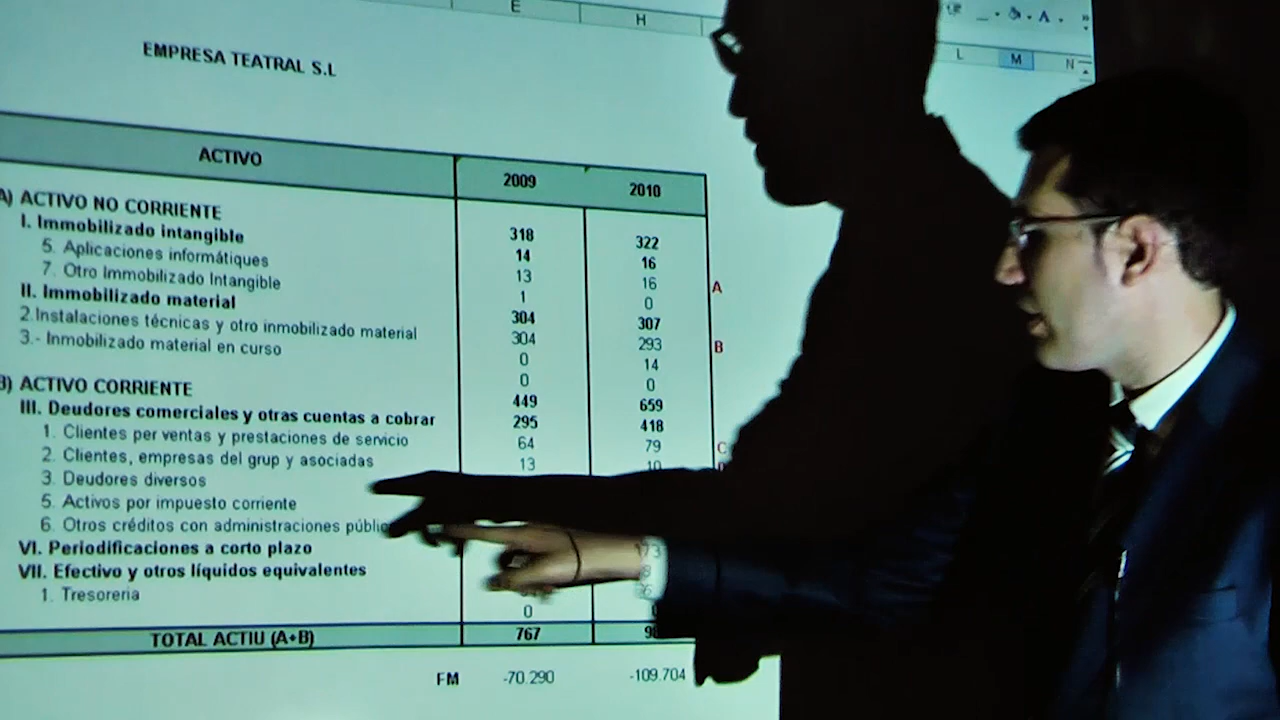 E H L M N
EMPRESA TEATRAL S.L
ACTIVO 2009 2010
A) ACTIVO NO CORRIENTE 318 322
I. Immobilizado intangible 14 16
5. Aplicaciones informátiques 13 16 A
7. Otro Immobilizado Intangible 1 0
II. Immobilizado material 304 307
2.Instalaciones técnicas y otro inmobilizado material 304 293 B
3.- Inmobilizado material en curso 0 14
0 0
B) ACTIVO CORRIENTE 449 659
III. Deudores comerciales y otras cuentas a cobrar 295 418
1. Clientes per ventas y prestaciones de servicio 64 79 C
2. Clientes, empresas del grup y asociadas 13 10
3. Deudores diversos
5. Activos por impuesto corriente
6. Otros créditos con administraciones
VI. Periodificaciones a corto plazo
VII. Efectivo y otros líquidos equivalentes
1. Tresoreria
0
TOTAL ACTIU (A+B) 767
FM -70.290 -109.704